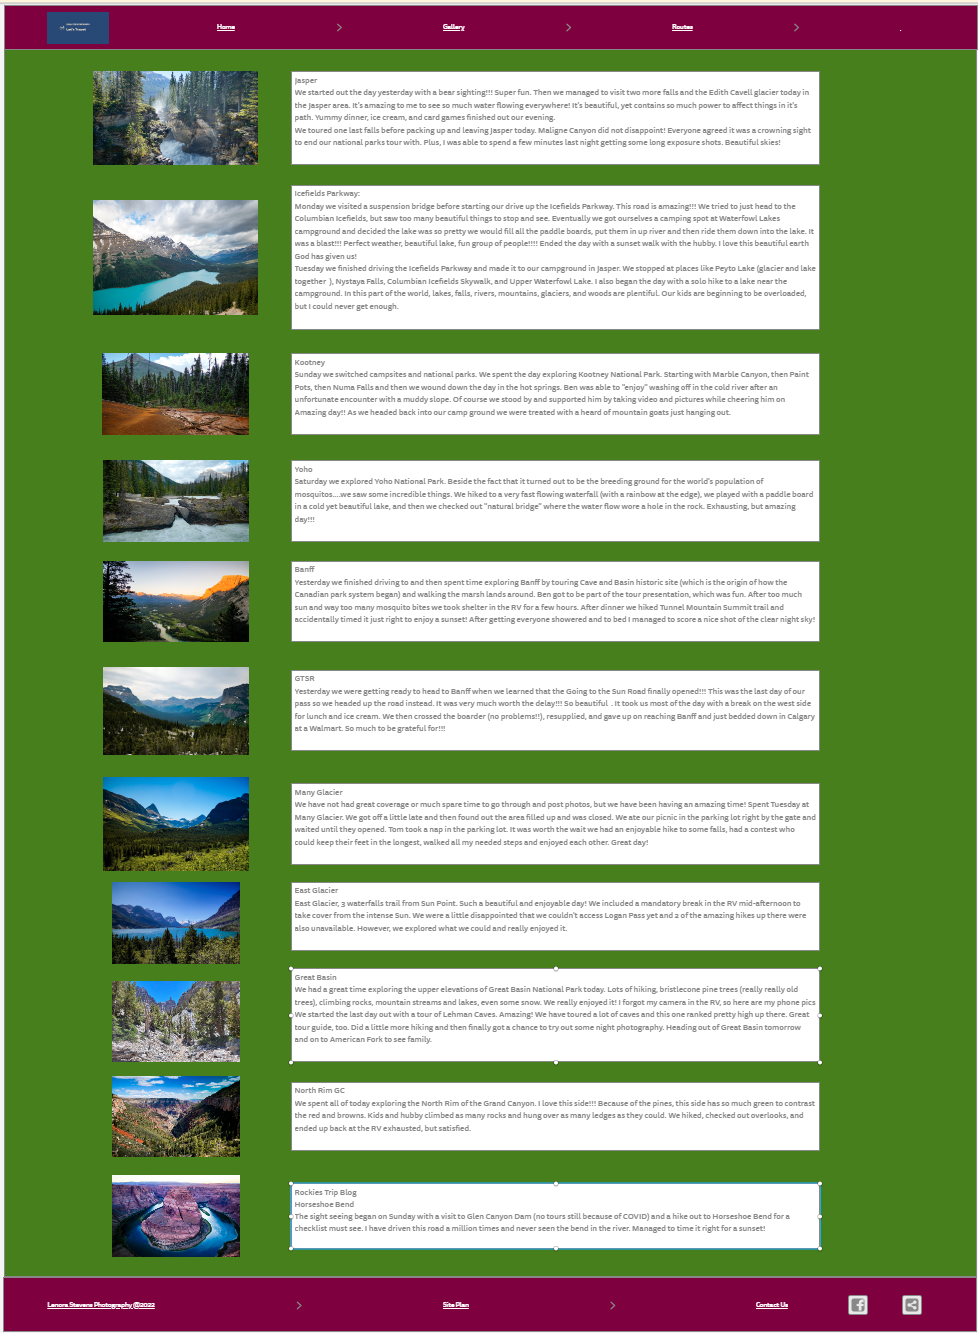 Let's Travel
Home
Gallery
Routes
Jasper
We started out the day yesterday with a bear sighting!!! Super fun. Then we managed to visit two more falls and the Edith Cavell glacier today in
the Jasper area. It's amazing to me to see so much water flowing everywhere! It's beautiful, yet contains so much power to affect things in it's
path. Yummy dinner, ice cream, and card games finished out our evening.
We toured one last falls before packing up and leaving Jasper today. Maligne Canyon did not disappoint! Everyone agreed it was a crowning sight
to end our national parks tour with. Plus, I was able to spend a few minutes last night getting some long exposure shots. Beautiful skies!
Icefields Parkway:
Monday we visited a suspension bridge before starting our drive up the Icefields Parkway. This road is amazing!!! We tried to just head to the
Columbian Icefields, but saw too many beautiful things to stop and see. Eventually we got ourselves a camping spot at Waterfowl Lakes
campground and decided the lake was so pretty we would fill all the paddle boards, put them in up river and then ride them down into the lake. It
was a blast!!! Perfect weather, beautiful lake, fun group of people!!!! Ended the day with a sunset walk with the hubby. I love this beautiful earth
God has given us!
Tuesday we finished driving the Icefields Parkway and made it to our campground in Jasper. We stopped at places like Peyto Lake (glacier and lake
together ), Nystaya Falls, Columbian Icefields Skywalk, and Upper Waterfowl Lake. I also began the day with a solo hike to a lake near the
campground. In this part of the world, lakes, falls, rivers, mountains, glaciers, and woods are plentiful. Our kids are beginning to be overloaded,
but I could never get enough.
Kootney
Sunday we switched campsites and national parks. We spent the day exploring Kootney National Park. Starting with Marble Canyon, then Paint
Pots, then Numa Falls and then we wound down the day in the hot springs. Ben was able to "enjoy" washing off in the cold river after an
unfortunate encounter with a muddy slope. Of course we stood by and supported him by taking video and pictures while cheering him on
Amazing day!! As we headed back into our camp ground we were treated with a heard of mountain goats just hanging out.
Yoho
Saturday we explored Yoho National Park. Beside the fact that it turned out to be the breeding ground for the world's population of
mosquitos....we saw some incredible things. We hiked to a very fast flowing waterfall (with a rainbow at the edge), we played with a paddle board
in a cold yet beautiful lake, and then we checked out "natural bridge" where the water flow wore a hole in the rock. Exhausting, but amazing
day!!!
Banff
Yesterday we finished driving to and then spent time exploring Banff by touring Cave and Basin historic site (which is the origin of how the
Canadian park system began) and walking the marsh lands around. Ben got to be part of the tour presentation, which was fun. After too much
sun and way too many mosquito bites we took shelter in the RV for a few hours. After dinner we hiked Tunnel Mountain Summit trail and
accidentally timed it just right to enjoy a sunset! After getting everyone showered and to bed I managed to score a nice shot of the clear night sky!
GTSR
Yesterday we were getting ready to head to Banff when we learned that the Going to the Sun Road finally opened!!! This was the last day of our
pass so we headed up the road instead. It was very much worth the delay!!! So beautiful . It took us most of the day with a break on the west side
for lunch and ice cream. We then crossed the boarder (no problems!!), resupplied, and gave up on reaching Banff and just bedded down in Calgary
at a Walmart. So much to be grateful for!!!
Many Glacier
We have not had great coverage or much spare time to go through and post photos, but we have been having an amazing time! Spent Tuesday at
Many Glacier. We got off a little late and then found out the area filled up and was closed. We ate our picnic in the parking lot right by the gate and
waited until they opened. Tom took a nap in the parking lot. It was worth the wait we had an enjoyable hike to some falls, had a contest who
could keep their feet in the longest, walked all my needed steps and enjoyed each other. Great day!
East Glacier
East Glacier, 3 waterfalls trail from Sun Point. Such a beautiful and enjoyable day! We included a mandatory break in the RV mid-afternoon to
take cover from the intense Sun. We were a little disappointed that we couldn't access Logan Pass yet and 2 of the amazing hikes up there were
also unavailable. However, we explored what we could and really enjoyed it.
Great Basin
We had a great time exploring the upper elevations of Great Basin National Park today. Lots of hiking, bristlecone pine trees (really really old
trees), climbing rocks, mountain streams and lakes, even some snow. We really enjoyed it! I forgot my camera in the RV, so here are my phone pics
We started the last day out with a tour of Lehman Caves. Amazing! We have toured a lot of caves and this one ranked pretty high up there. Great
tour guide, too. Did a little more hiking and then finally got a chance to try out some night photography. Heading out of Great Basin tomorrow
and on to American Fork to see family.
North Rim GC
We spent all of today exploring the North Rim of the Grand Canyon. I love this side!!! Because of the pines, this side has so much green to contrast
the red and browns. Kids and hubby climbed as many rocks and hung over as many ledges as they could. We hiked, checked out overlooks, and
ended up back at the RV exhausted, but satisfied.
Rockies Trip Blog
Horseshoe Bend
The sight seeing began on Sunday with a visit to Glen Canyon Dam (no tours still because of COVID) and a hike out to Horseshoe Bend for a
checklist must see. I have driven this road a million times and never seen the bend in the river. Managed to time it right for a sunset!
Lanora Stevens Photography @2022
Site Plan
Contact Us